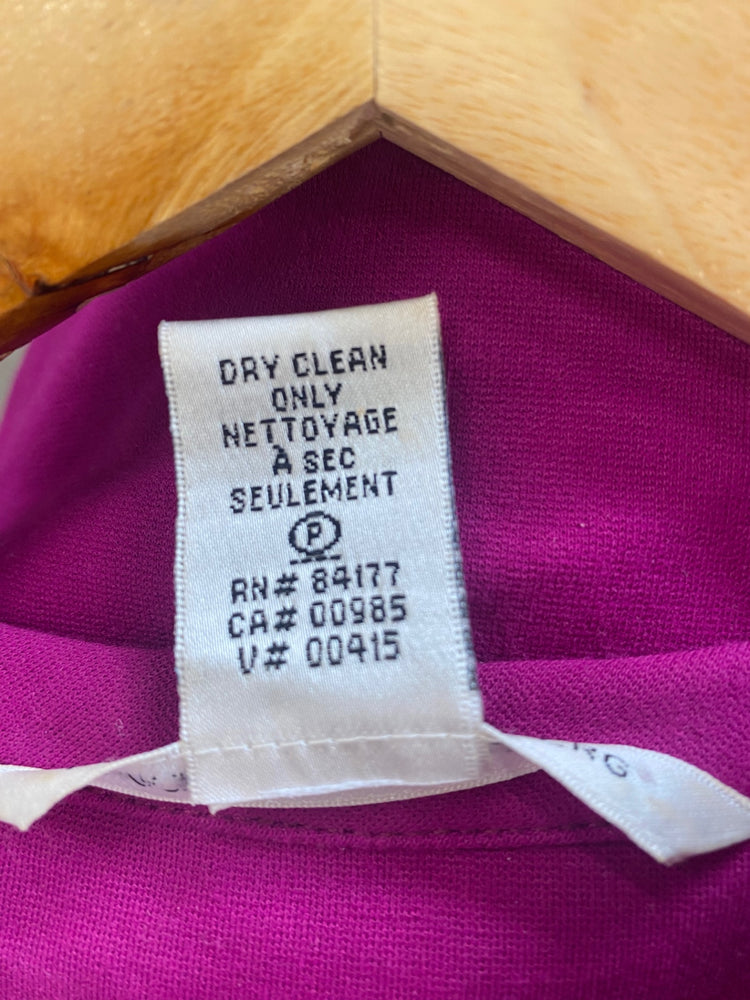 DRY CLEAN
ONLY
NETTOYAGE
À SEC
SEULEMENT
P
RN# 84177
CA# 00985
V# 00415